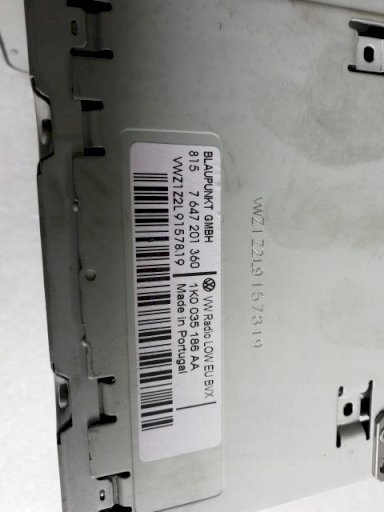 BLAUPUNKT GMBH
815 7 647 201 360
VWZ1Z2L9157819
VW Radio LOW EU BVX
1K0 035 186 AA
Made in Portugal
VWZ1Z2L9157819